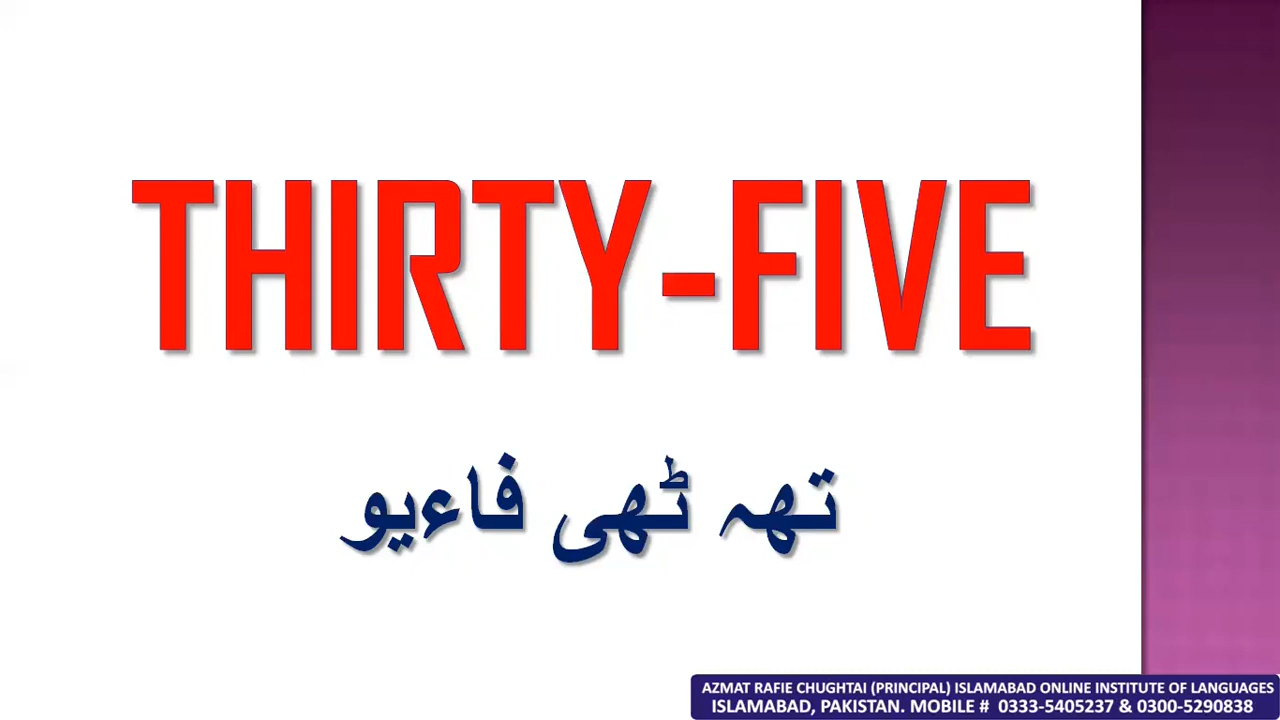 THIRTY-FIVE
تھہ ٹھی فاءیو
AZMAT RAFIE CHUGHTAI (PRINCIPAL) ISLAMABAD ONLINE INSTITUTE OF LANGUAGES
ISLAMABAD, PAKISTAN. MOBILE # 0333-5405237 & 0300-5290838